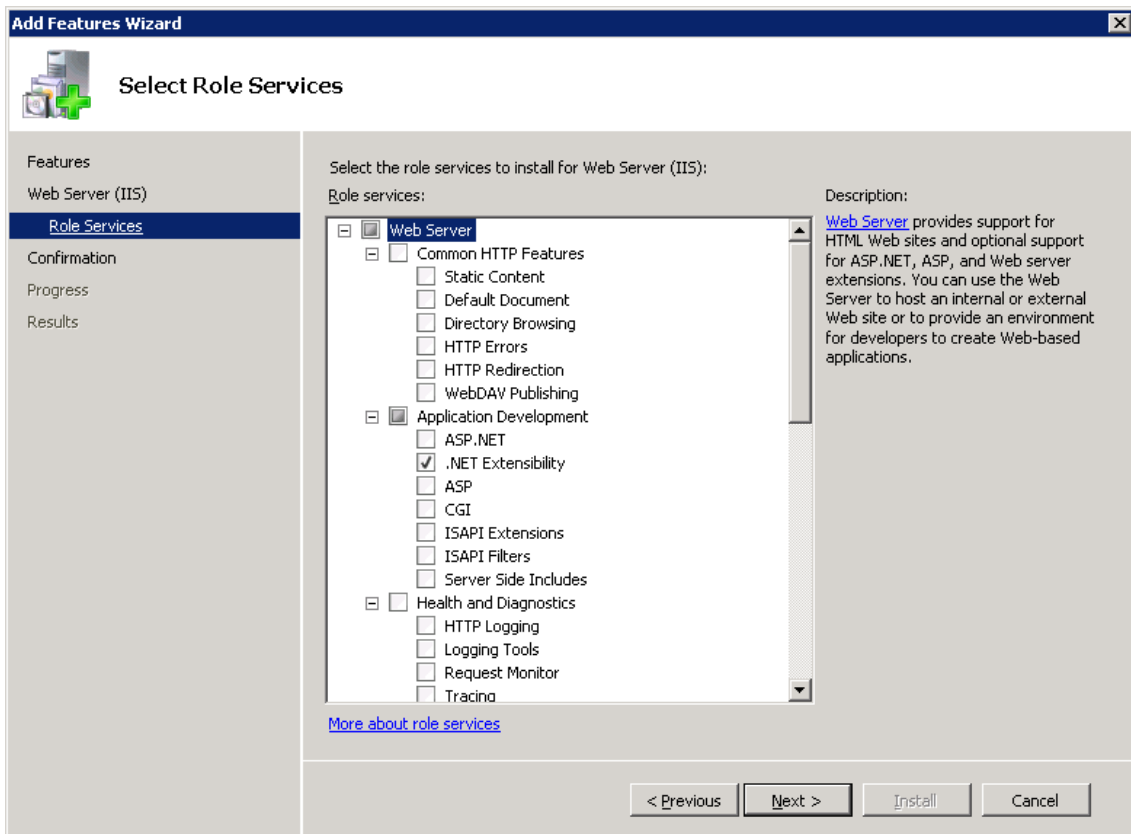 Add Features Wizard
Select Role Services
Features
Web Server (IIS)
Role Services
Confirmation
Progress
Results
Select the role services to install for Web Server (IIS):
Role services:
Web Server
Common HTTP Features
Static Content
Default Document
Directory Browsing
HTTP Errors
HTTP Redirection
WebDAV Publishing
Application Development
ASP.NET
.NET Extensibility
ASP
CGI
ISAPI Extensions
ISAPI Filters
Server Side Includes
Health and Diagnostics
HTTP Logging
Logging Tools
Request Monitor
Tracing
More about role services
Description:
Web Server provides support for
HTML Web sites and optional support
for ASP.NET, ASP, and Web server
extensions. You can use the Web
Server to host an internal or external
Web site or to provide an environment
for developers to create Web-based
applications.
< Previous
Next >
Install
Cancel